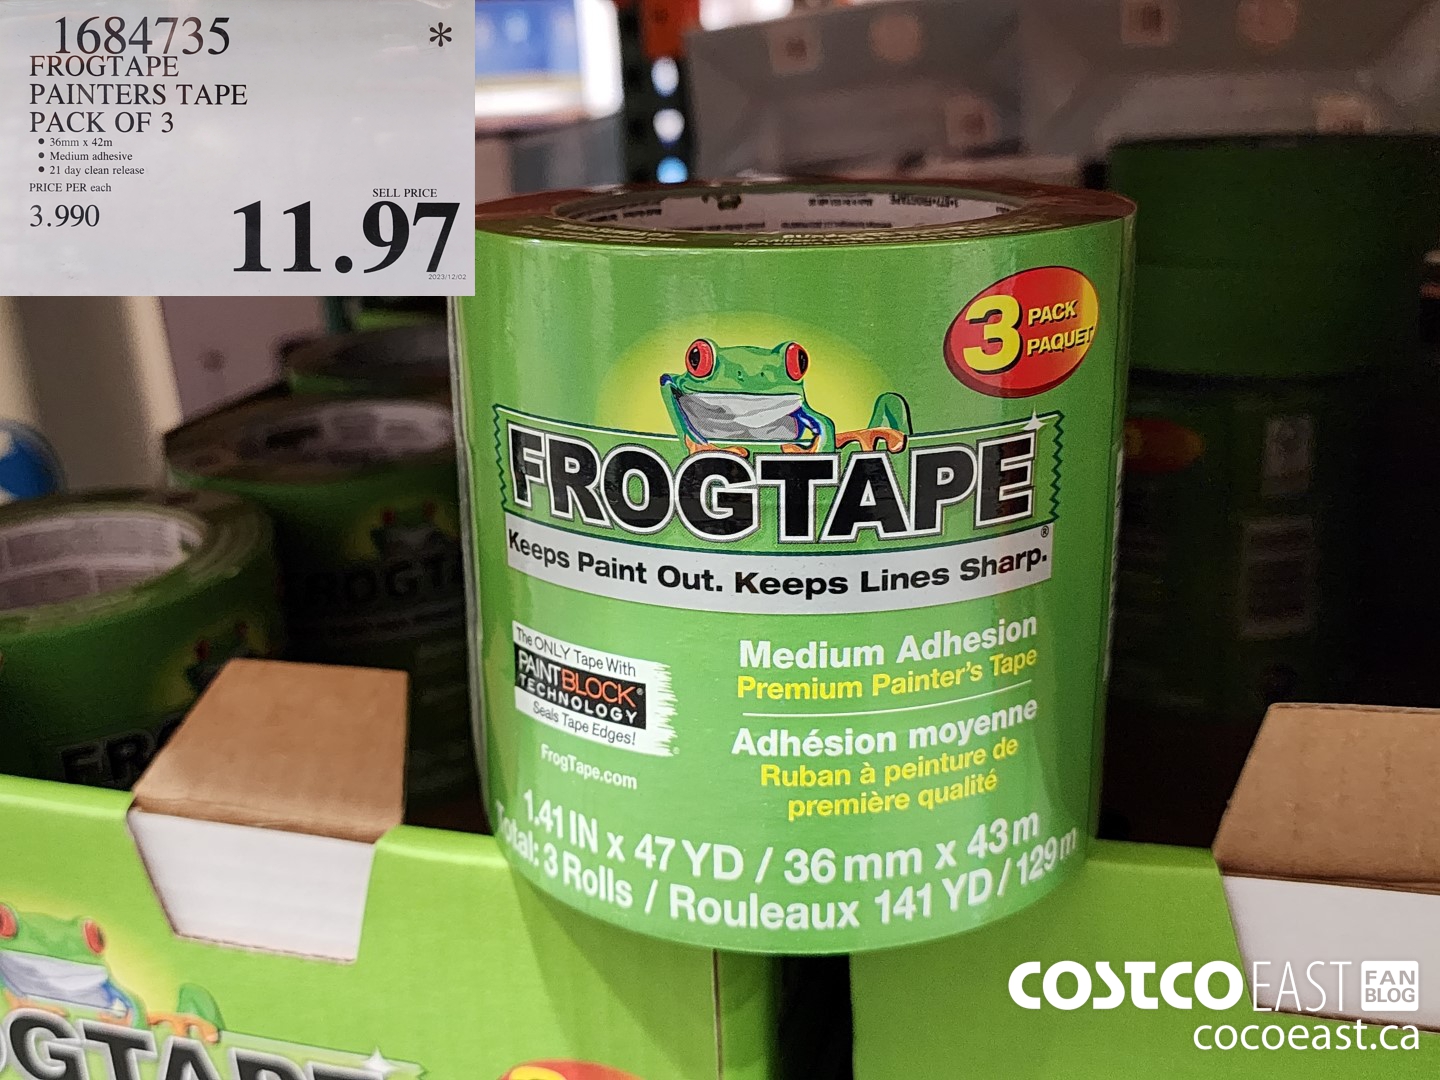 1684735 *
FROGTAPE
PAINTERS TAPE
PACK OF 3
• 36mm x 42m
• Medium adhesive
• 21 day clean release
PRICE PER each
SELL PRICE
3.990
11.97
2023/12/02
3 PACK
PAQUET
FROGTAPE
®
Keeps Paint Out. Keeps Lines Sharp.
The ONLY Tape With
PAINTBLOCK®
TECHNOLOGY
Seals Tape Edges!
FrogTape.com
Medium Adhesion
Premium Painter's Tape
Adhésion moyenne
Ruban à peinture de
première qualité
1.41 IN x 47 YD / 36 mm x 43 m
Total: 3 Rolls / Rouleaux 141 YD / 129 m
COSTCO EAST FAN
BLOG
cocoeast.ca